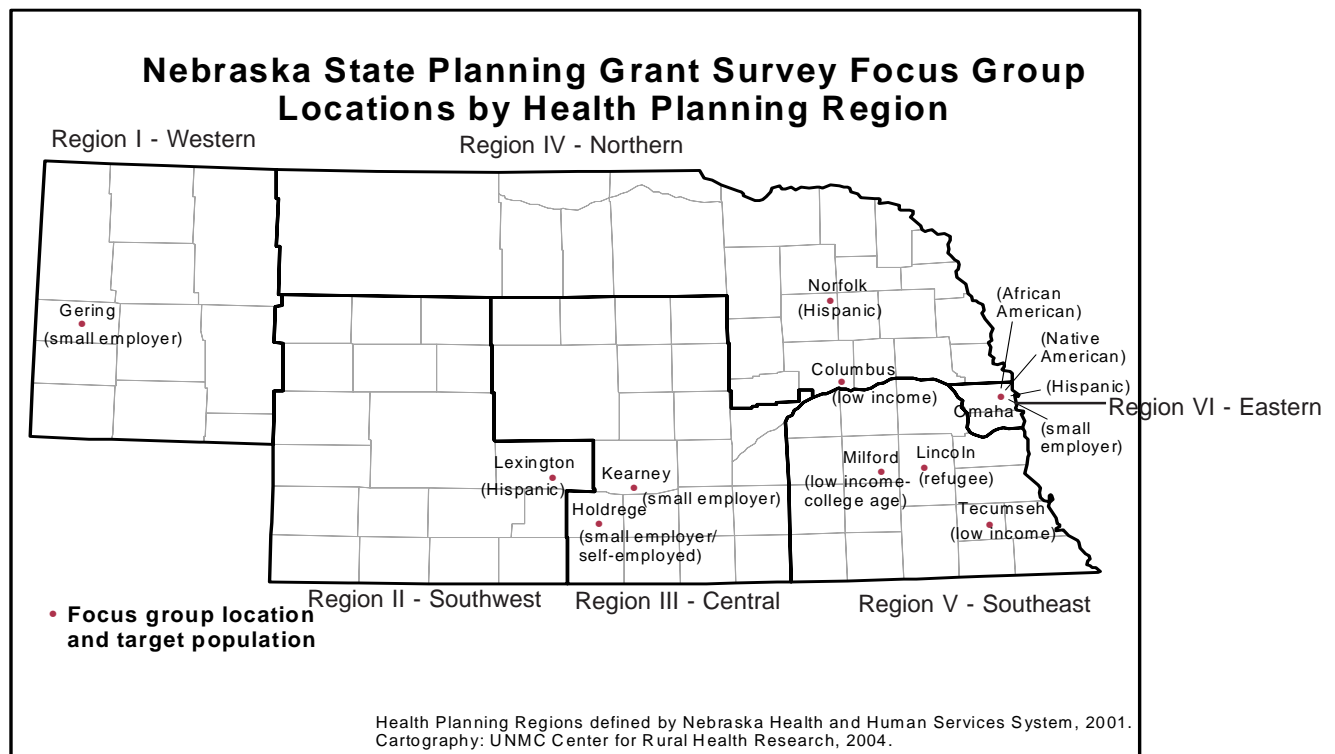 Nebraska State Planning Grant Survey Focus Group
Locations by Health Planning Region
Region I - Western
Region IV - Northern
Gering
(small employer)
Norfolk
(Hispanic)
(African
American)
(Native
American)
Columbus
(low income)
(Hispanic)
Omaha
Region VI - Eastern
(small
employer)
Lexington
(Hispanic)
Kearney
(small employer)
Holdrege
(small employer/
self-employed)
Milford
(low income-
college age)
Lincoln
(refugee)
Tecumseh
(low income)
Region II - Southwest
Region III - Central
Region V - Southeast
Focus group location
and target population
Health Planning Regions defined by Nebraska Health and Human Services System, 2001.
Cartography: UNMC Center for Rural Health Research, 2004.